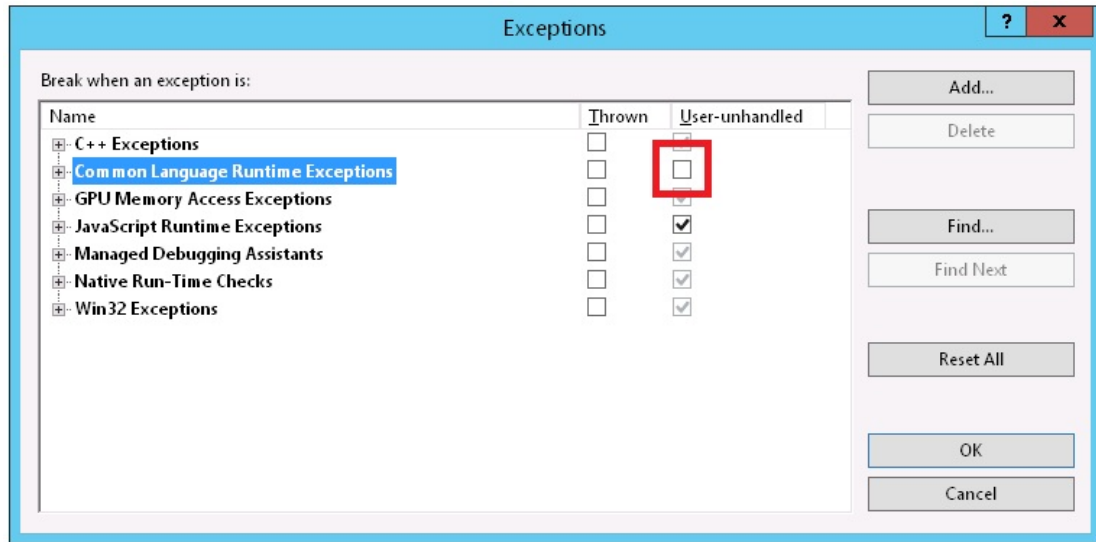 Exceptions
? x
Break when an exception is:
Name Thrown User-unhandled
C++ Exceptions
Common Language Runtime Exceptions
GPU Memory Access Exceptions
JavaScript Runtime Exceptions
Managed Debugging Assistants
Native Run-Time Checks
Win32 Exceptions
Add...
Delete
Find...
Find Next
Reset All
OK
Cancel